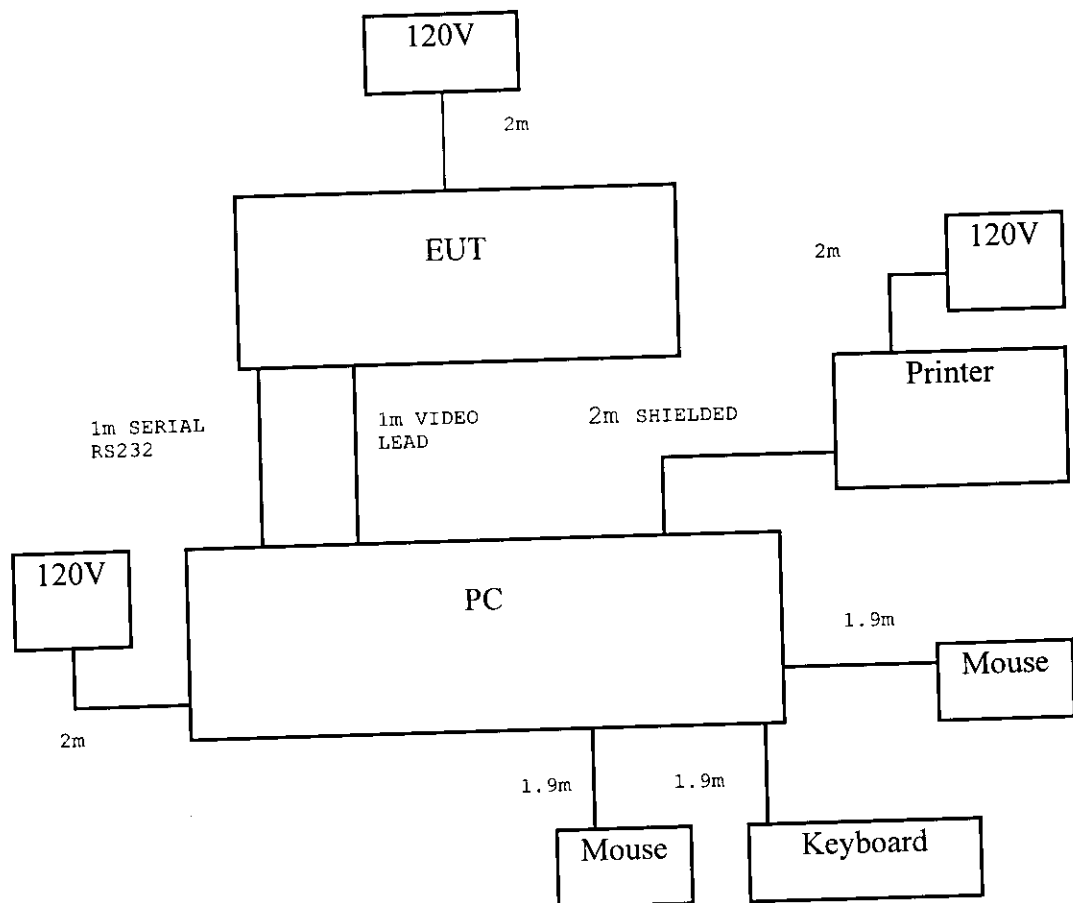 120V
2m
EUT
120V
2m
Printer
1m SERIAL
RS232
1m VIDEO
LEAD
2m SHIELDED
120V
PC
2m
1.9m
Mouse
1.9m
1.9m
Mouse
Keyboard